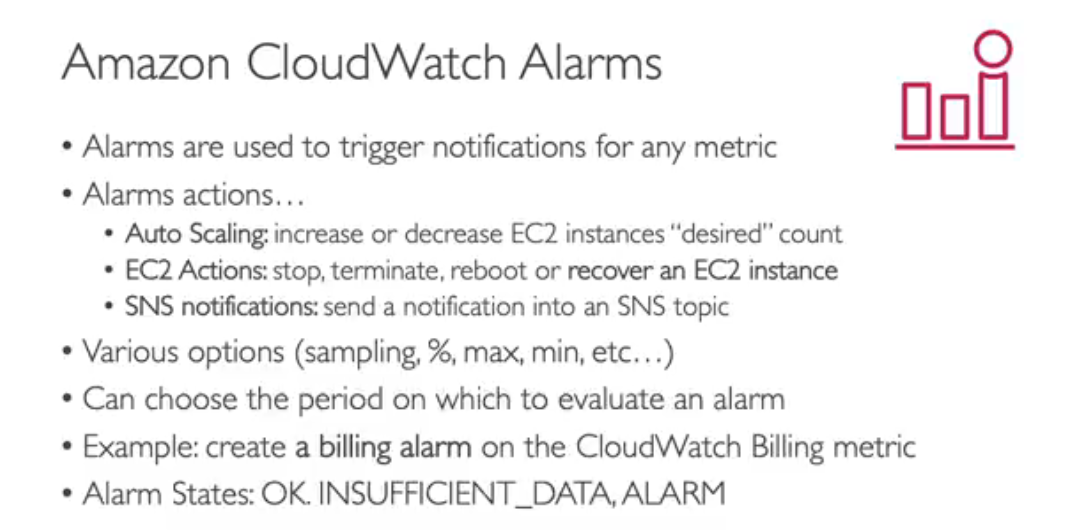 Amazon CloudWatch Alarms
• Alarms are used to trigger notifications for any metric
• Alarms actions…
• Auto Scaling: increase or decrease EC2 instances “desired” count
• EC2 Actions: stop, terminate, reboot or recover an EC2 instance
• SNS notifications: send a notification into an SNS topic
• Various options (sampling, %, max, min, etc…)
• Can choose the period on which to evaluate an alarm
• Example: create a billing alarm on the CloudWatch Billing metric
• Alarm States: OK. INSUFFICIENT_DATA, ALARM